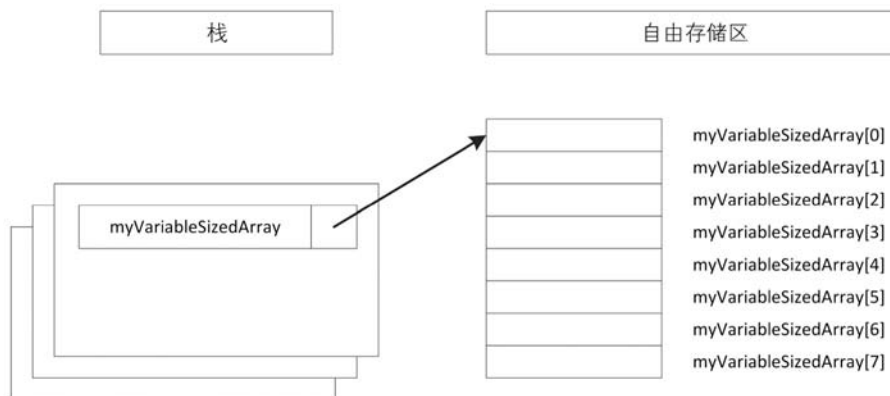 栈
自由存储区
myVariableSizedArray
myVariableSizedArray[0]
myVariableSizedArray[1]
myVariableSizedArray[2]
myVariableSizedArray[3]
myVariableSizedArray[4]
myVariableSizedArray[5]
myVariableSizedArray[6]
myVariableSizedArray[7]